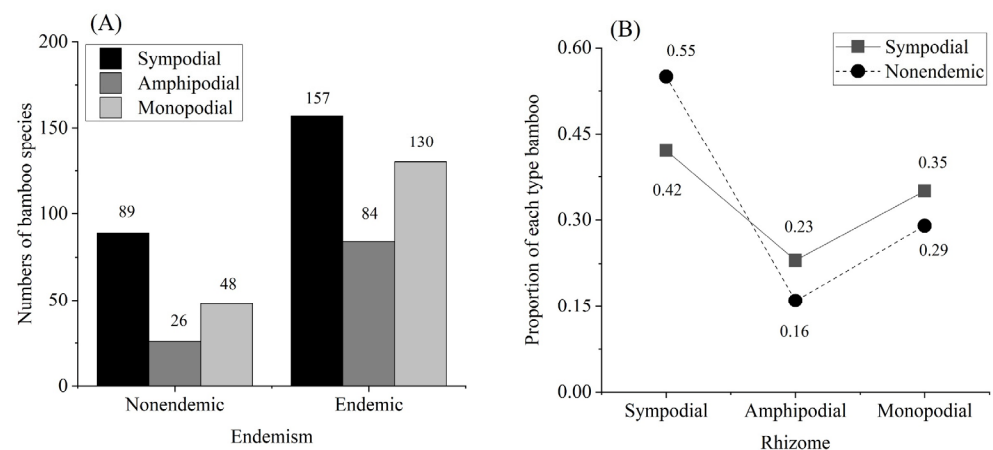 (A)
200
150
100
50
0
Numbers of bamboo species
Sympodial
Amphipodial
Monopodial
89
26
48
157
84
130
Nonendemic
Endemic
Endemism
(B)
0.60
0.45
0.30
0.15
0.00
Proportion of each type bamboo
Sympodial
Nonendemic
0.55
0.42
0.23
0.16
0.35
0.29
Sympodial
Amphipodial
Monopodial
Rhizome